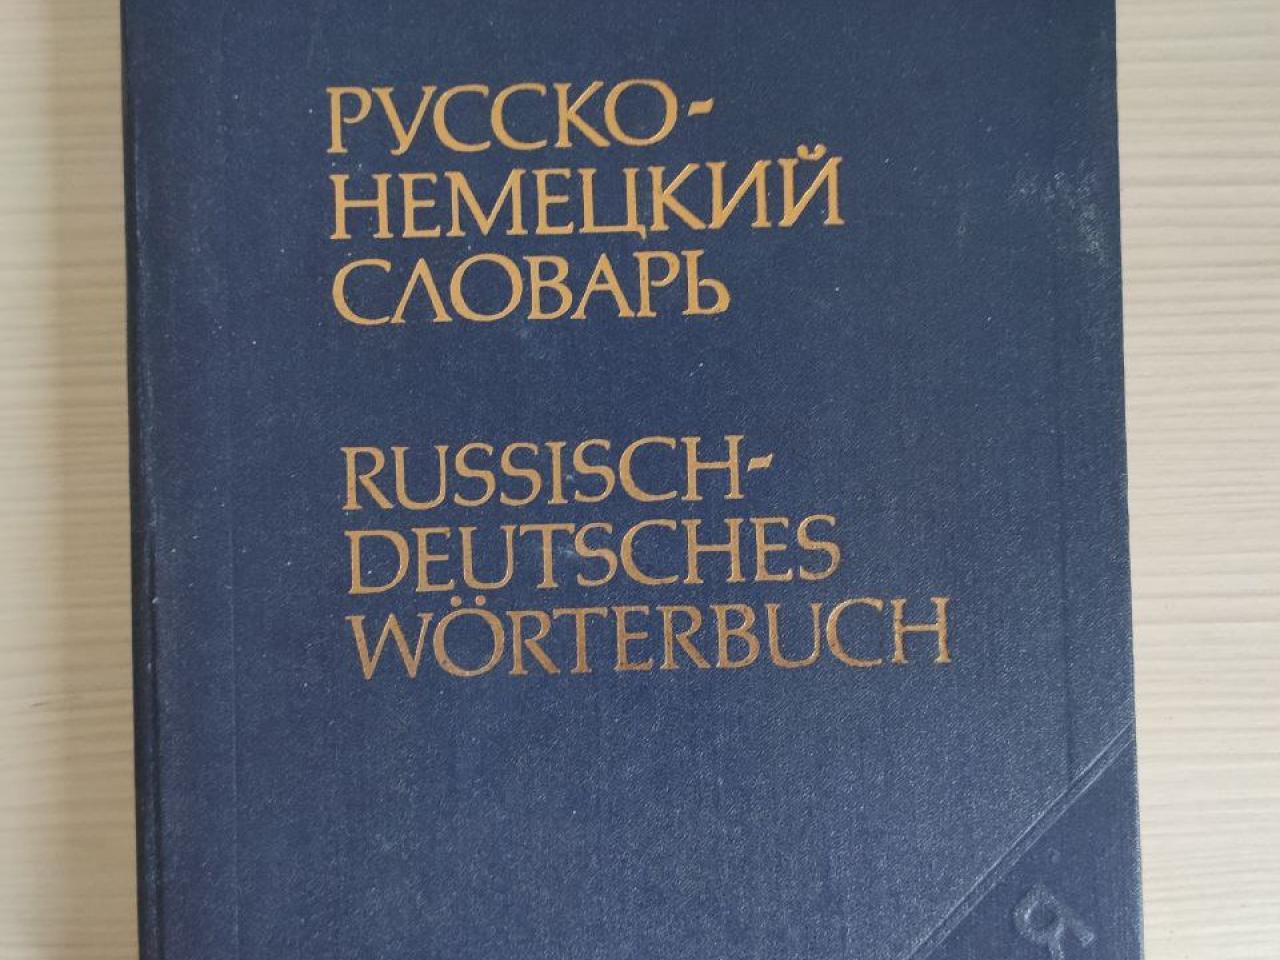 РУССКО-
НЕМЕЦКИЙ
СЛОВАРЬ
RUSSISCH-
DEUTSCHES
WÖRTERBUCH